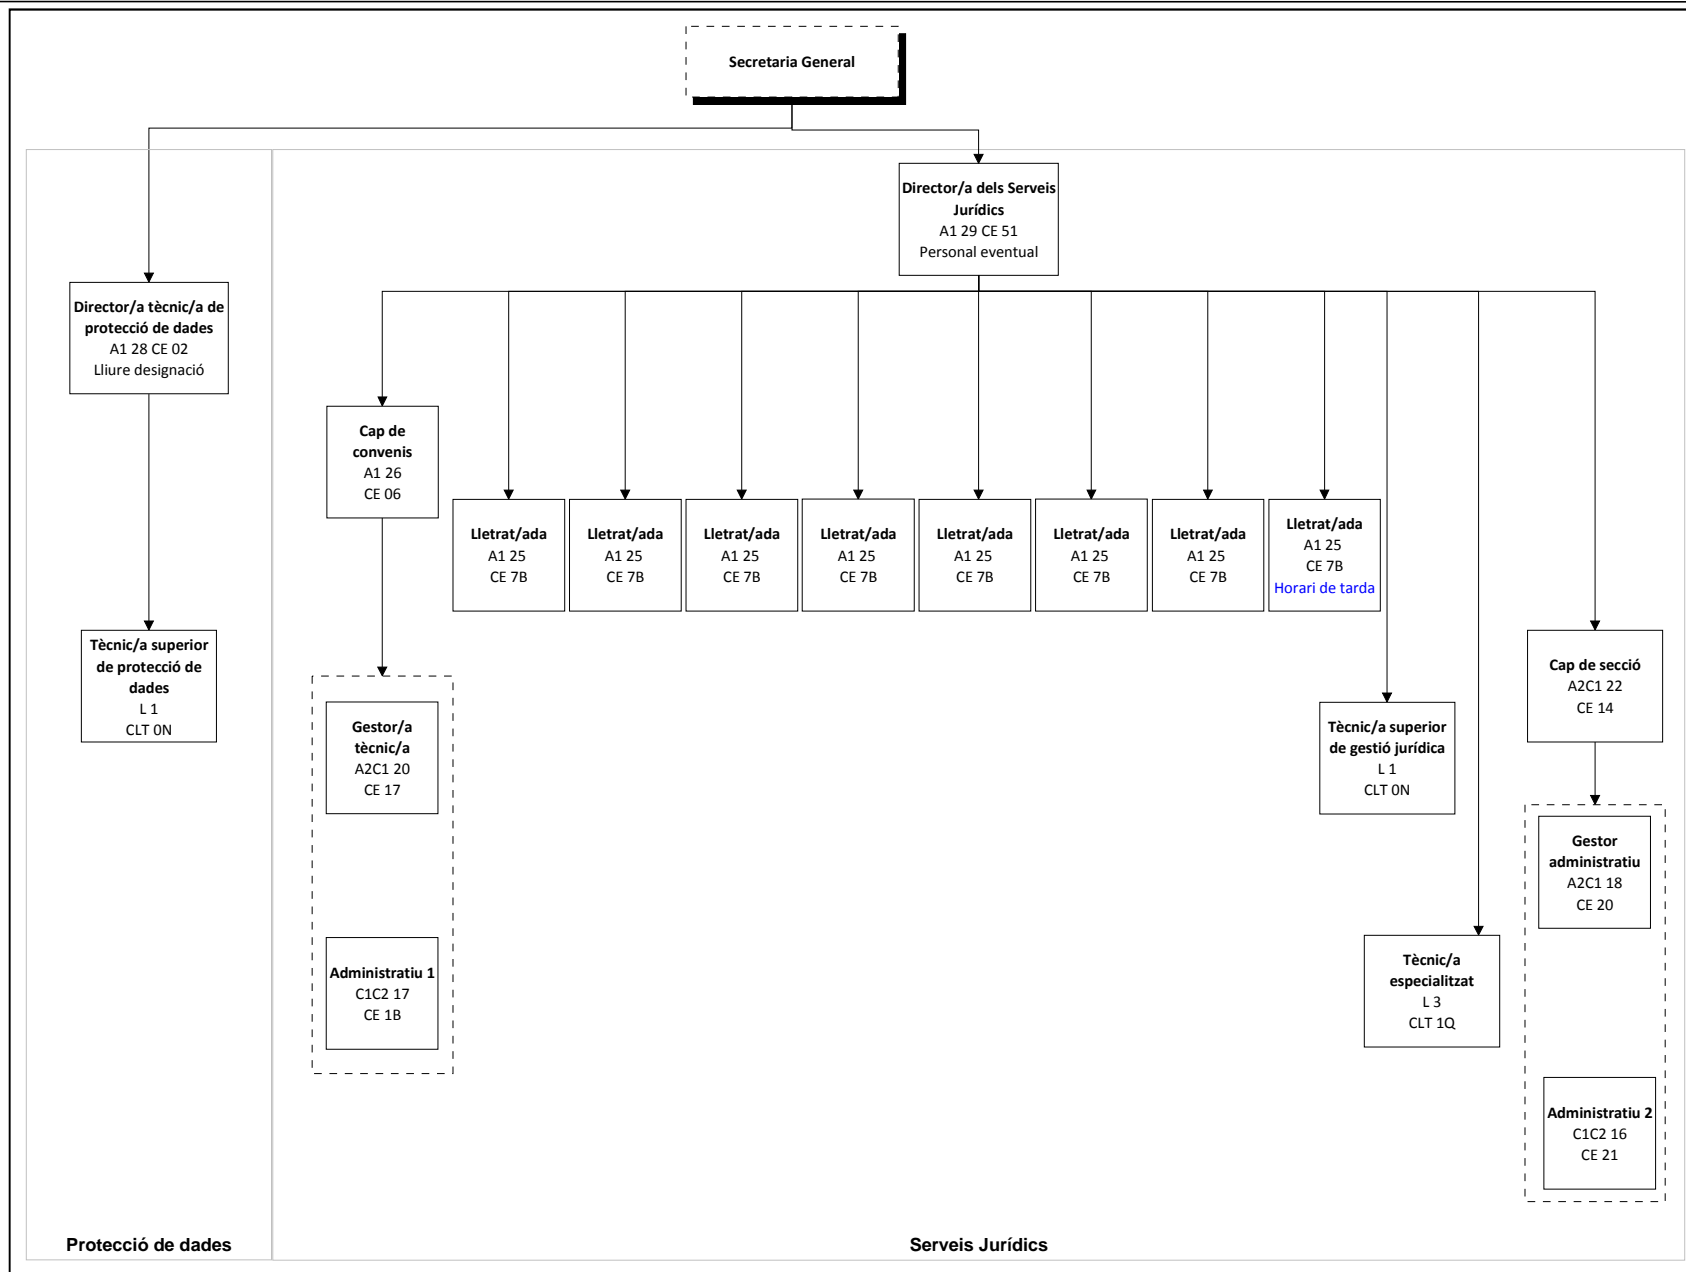 Secretaria General
Director/a dels Serveis
Jurídics
A1 29 CE 51
Personal eventual
Director/a tècnic/a de
protecció de dades
A1 28 CE 02
Lliure designació
Cap de
convenis
A1 26
CE 06
Lletrat/ada
A1 25
CE 7B
Lletrat/ada
A1 25
CE 7B
Lletrat/ada
A1 25
CE 7B
Lletrat/ada
A1 25
CE 7B
Lletrat/ada
A1 25
CE 7B
Lletrat/ada
A1 25
CE 7B
Lletrat/ada
A1 25
CE 7B
Lletrat/ada
A1 25
CE 7B
Horari de tarda
Tècnic/a superior
de protecció de
dades
L 1
CLT 0N
Cap de secció
A2C1 22
CE 14
Gestor/a
tècnic/a
A2C1 20
CE 17
Tècnic/a superior
de gestió jurídica
L 1
CLT 0N
Gestor
administratiu
A2C1 18
CE 20
Administratiu 1
C1C2 17
CE 1B
Tècnic/a
especialitzat
L 3
CLT 1Q
Administratiu 2
C1C2 16
CE 21
Protecció de dades
Serveis Jurídics